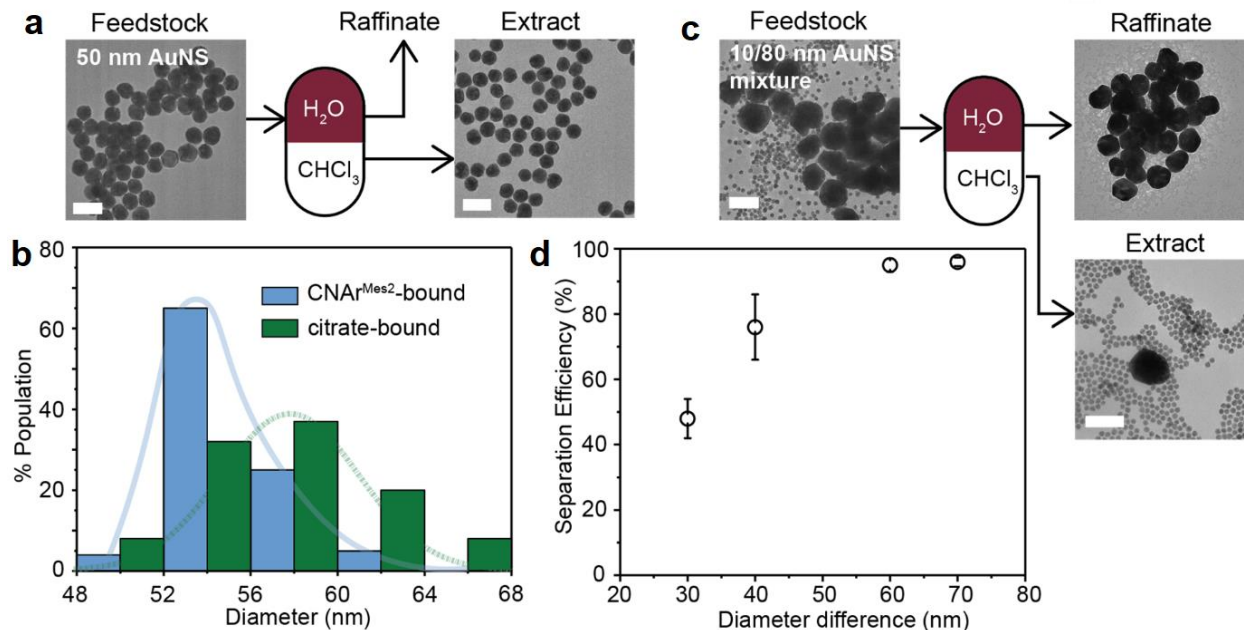 a
Feedstock
Raffinate
Extract
50 nm AuNS
H₂O
CHCl₃
c
Feedstock
Raffinate
10/80 nm AuNS
mixture
H₂O
CHCl₃
Extract
b
80
60
40
20
0
% Population
CNAr^Mes2-bound
citrate-bound
48
52
56
60
64
68
Diameter (nm)
d
100
80
60
40
20
0
Separation Efficiency (%)
20
30
40
50
60
70
80
Diameter difference (nm)